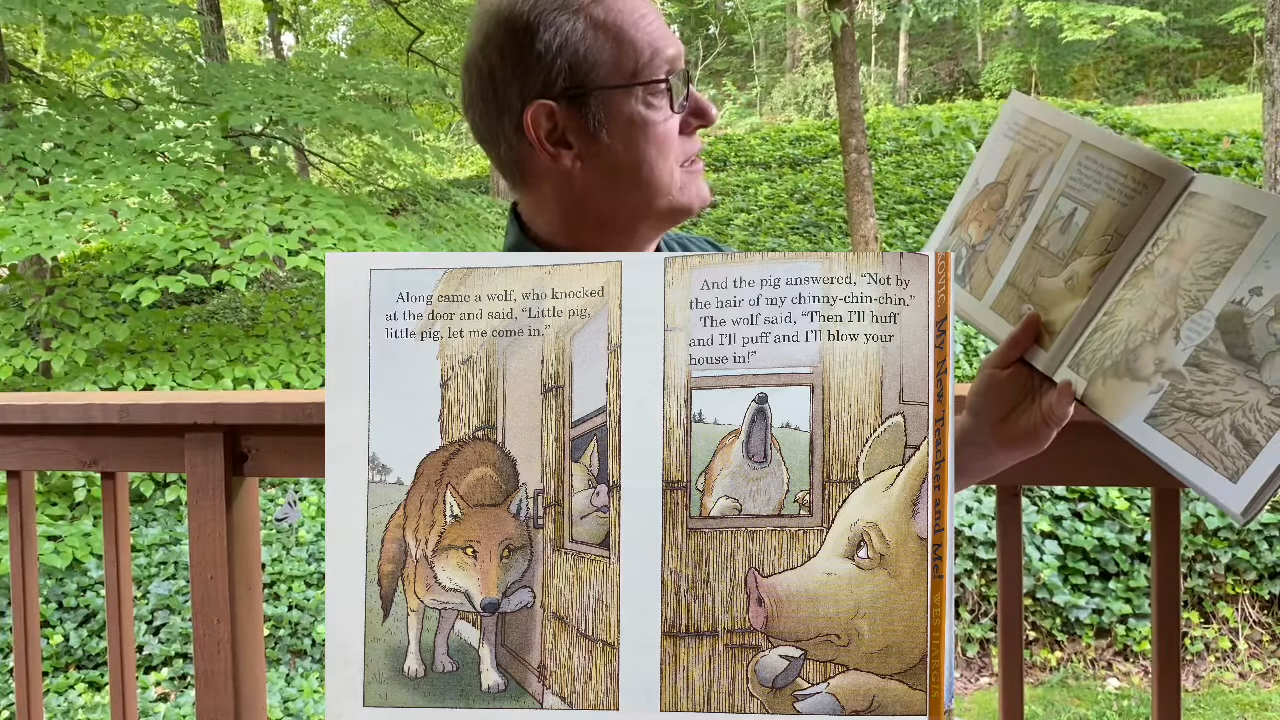 Along came a wolf, who knocked
at the door and said, “Little pig,
little pig, let me come in.”
And the pig answered, “Not by
the hair of my chinny-chin-chin.”
The wolf said, “Then I’ll huff
and I’ll puff and I’ll blow your
house in!”
My New Teacher and Me! WES HARGIS